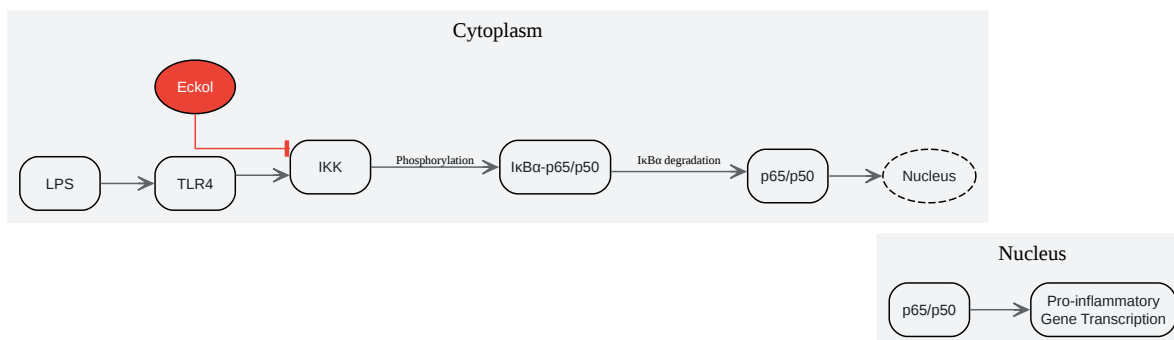 Cytoplasm
Eckol
LPS
TLR4
IKK
Phosphorylation
IκBα-p65/p50
IκBα degradation
p65/p50
Nucleus
Nucleus
p65/p50
Pro-inflammatory
Gene Transcription